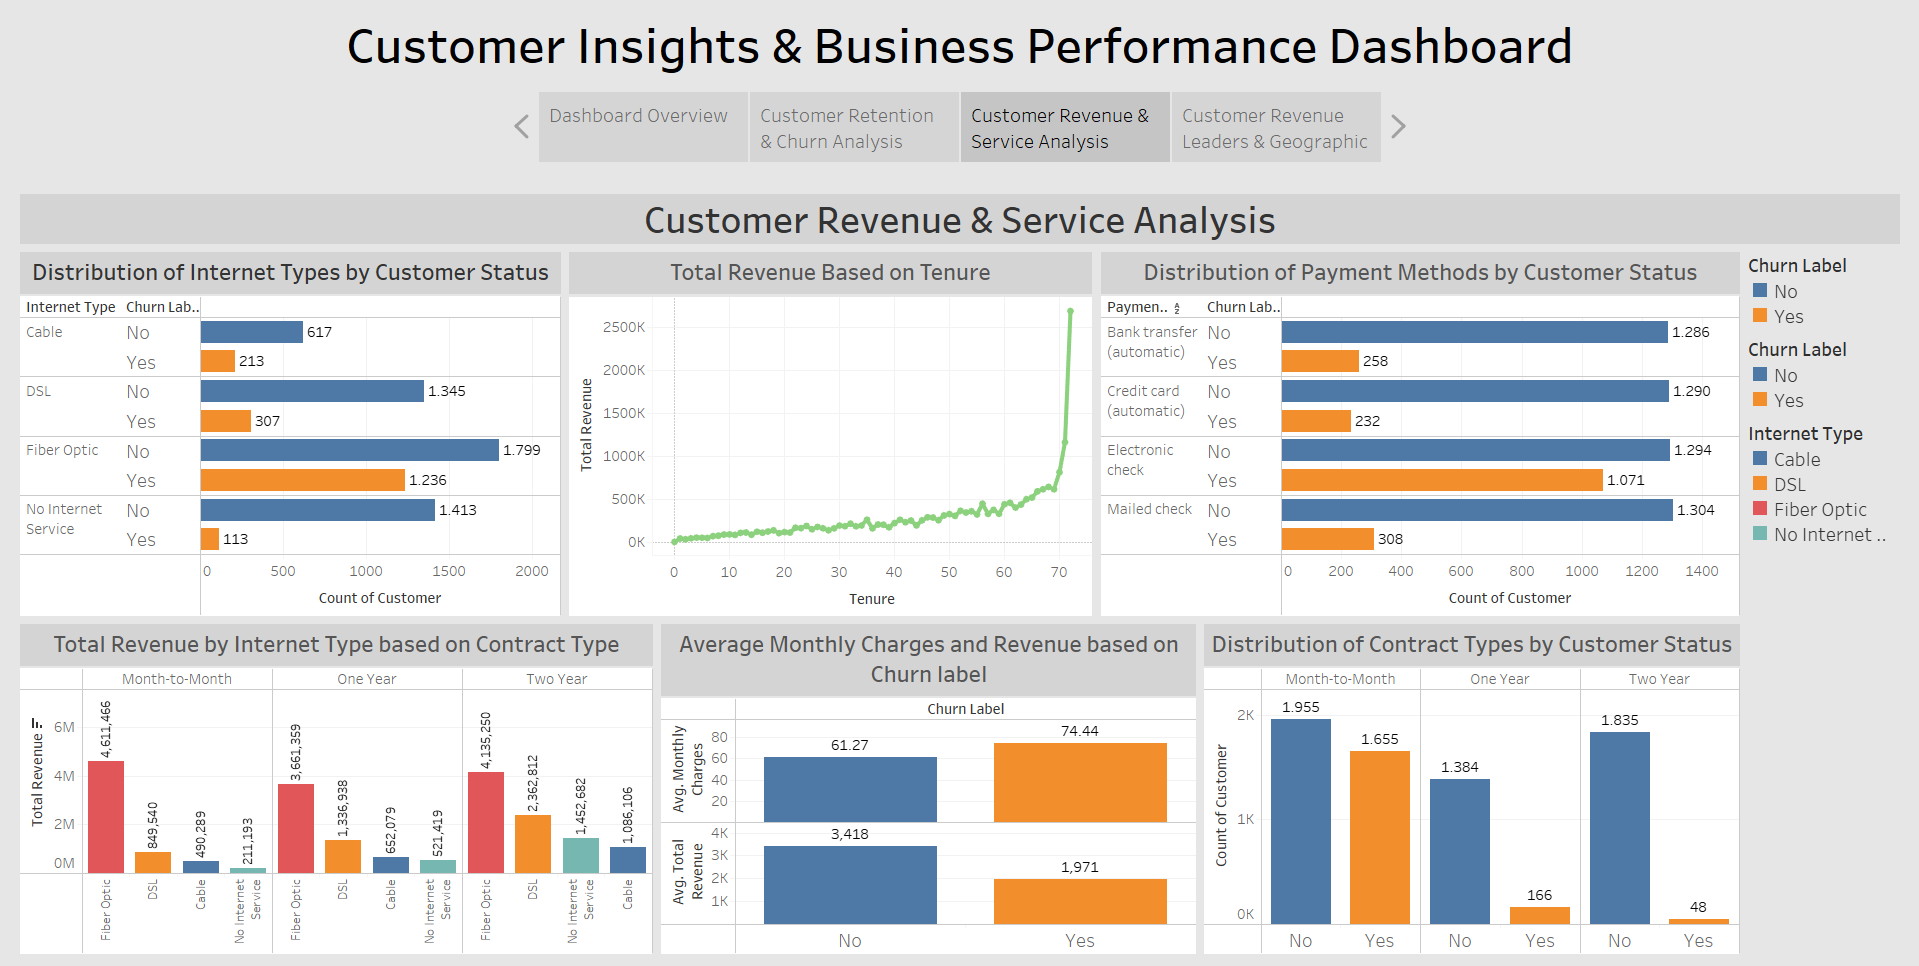 Customer Insights & Business Performance Dashboard
Dashboard Overview
Customer Retention
& Churn Analysis
Customer Revenue &
Service Analysis
Customer Revenue
Leaders & Geographic
Customer Revenue & Service Analysis
Distribution of Internet Types by Customer Status
Internet Type Churn Lab..
Cable No 617
Yes 213
DSL No 1.345
Yes 307
Fiber Optic No 1.799
Yes 1.236
No Internet
Service No 1.413
Yes 113
0 500 1000 1500 2000
Count of Customer
Total Revenue Based on Tenure
Total Revenue
2500K
2000K
1500K
1000K
500K
0K
0 10 20 30 40 50 60 70
Tenure
Distribution of Payment Methods by Customer Status
Paymen.. Churn Lab..
Bank transfer
(automatic) No 1.286
Yes 258
Credit card
(automatic) No 1.290
Yes 232
Electronic
check No 1.294
Yes 1.071
Mailed check No 1.304
Yes 308
0 200 400 600 800 1000 1200 1400
Count of Customer
Churn Label
No
Yes
Churn Label
No
Yes
Internet Type
Cable
DSL
Fiber Optic
No Internet ..
Total Revenue by Internet Type based on Contract Type
Month-to-Month One Year Two Year
Total Revenue
6M
4M
2M
0M
4,611,466
849,540
490,289
211,193
3,661,359
1,336,938
652,079
521,419
4,135,250
2,362,812
1,452,682
1,086,106
Fiber Optic
DSL
Cable
No Internet
Service
Fiber Optic
DSL
Cable
No Internet
Service
Fiber Optic
DSL
No Internet
Service
Cable
Average Monthly Charges and Revenue based on
Churn label
Churn Label
Avg. Monthly
Charges
80
60
40
20
61.27
74.44
Avg. Total
Revenue
4K
3K
2K
1K
3,418
1,971
No Yes
Distribution of Contract Types by Customer Status
Month-to-Month One Year Two Year
Count of Customer
2K
1K
0K
1.955
1.655
1.384
166
1.835
48
No Yes No Yes No Yes